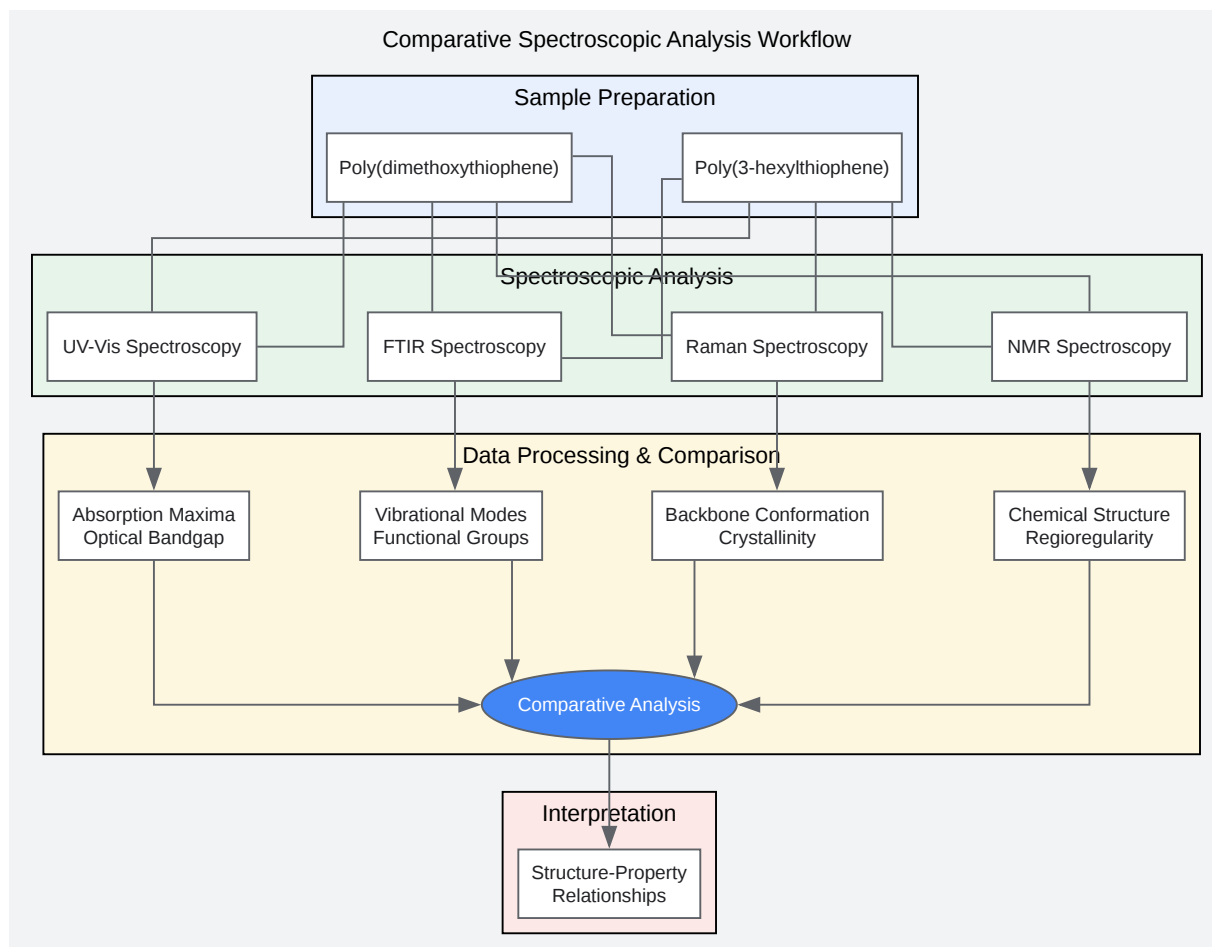 Comparative Spectroscopic Analysis Workflow
Sample Preparation
Poly(dimethoxythiophene)
Poly(3-hexylthiophene)
Spectroscopic Analysis
UV-Vis Spectroscopy
FTIR Spectroscopy
Raman Spectroscopy
NMR Spectroscopy
Data Processing & Comparison
Absorption Maxima
Optical Bandgap
Vibrational Modes
Functional Groups
Backbone Conformation
Crystallinity
Chemical Structure
Regioregularity
Comparative Analysis
Interpretation
Structure-Property
Relationships